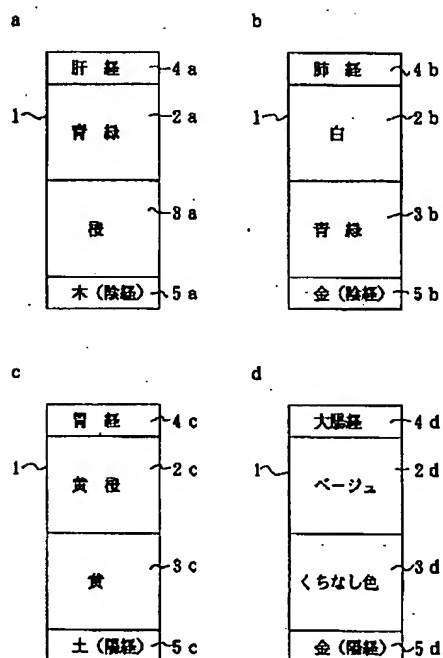 a
肝 経 4a
1 青 緑 2a
橙 3a
木（陰経） 5a
b
肺 経 4b
1 白 2b
青 緑 3b
金（陰経） 5b
c
胃 経 4c
1 黄 橙 2c
黄 3c
土（陽経） 5c
d
大腸経 4d
1 ベージュ 2d
くちなし色 3d
金（陽経） 5d